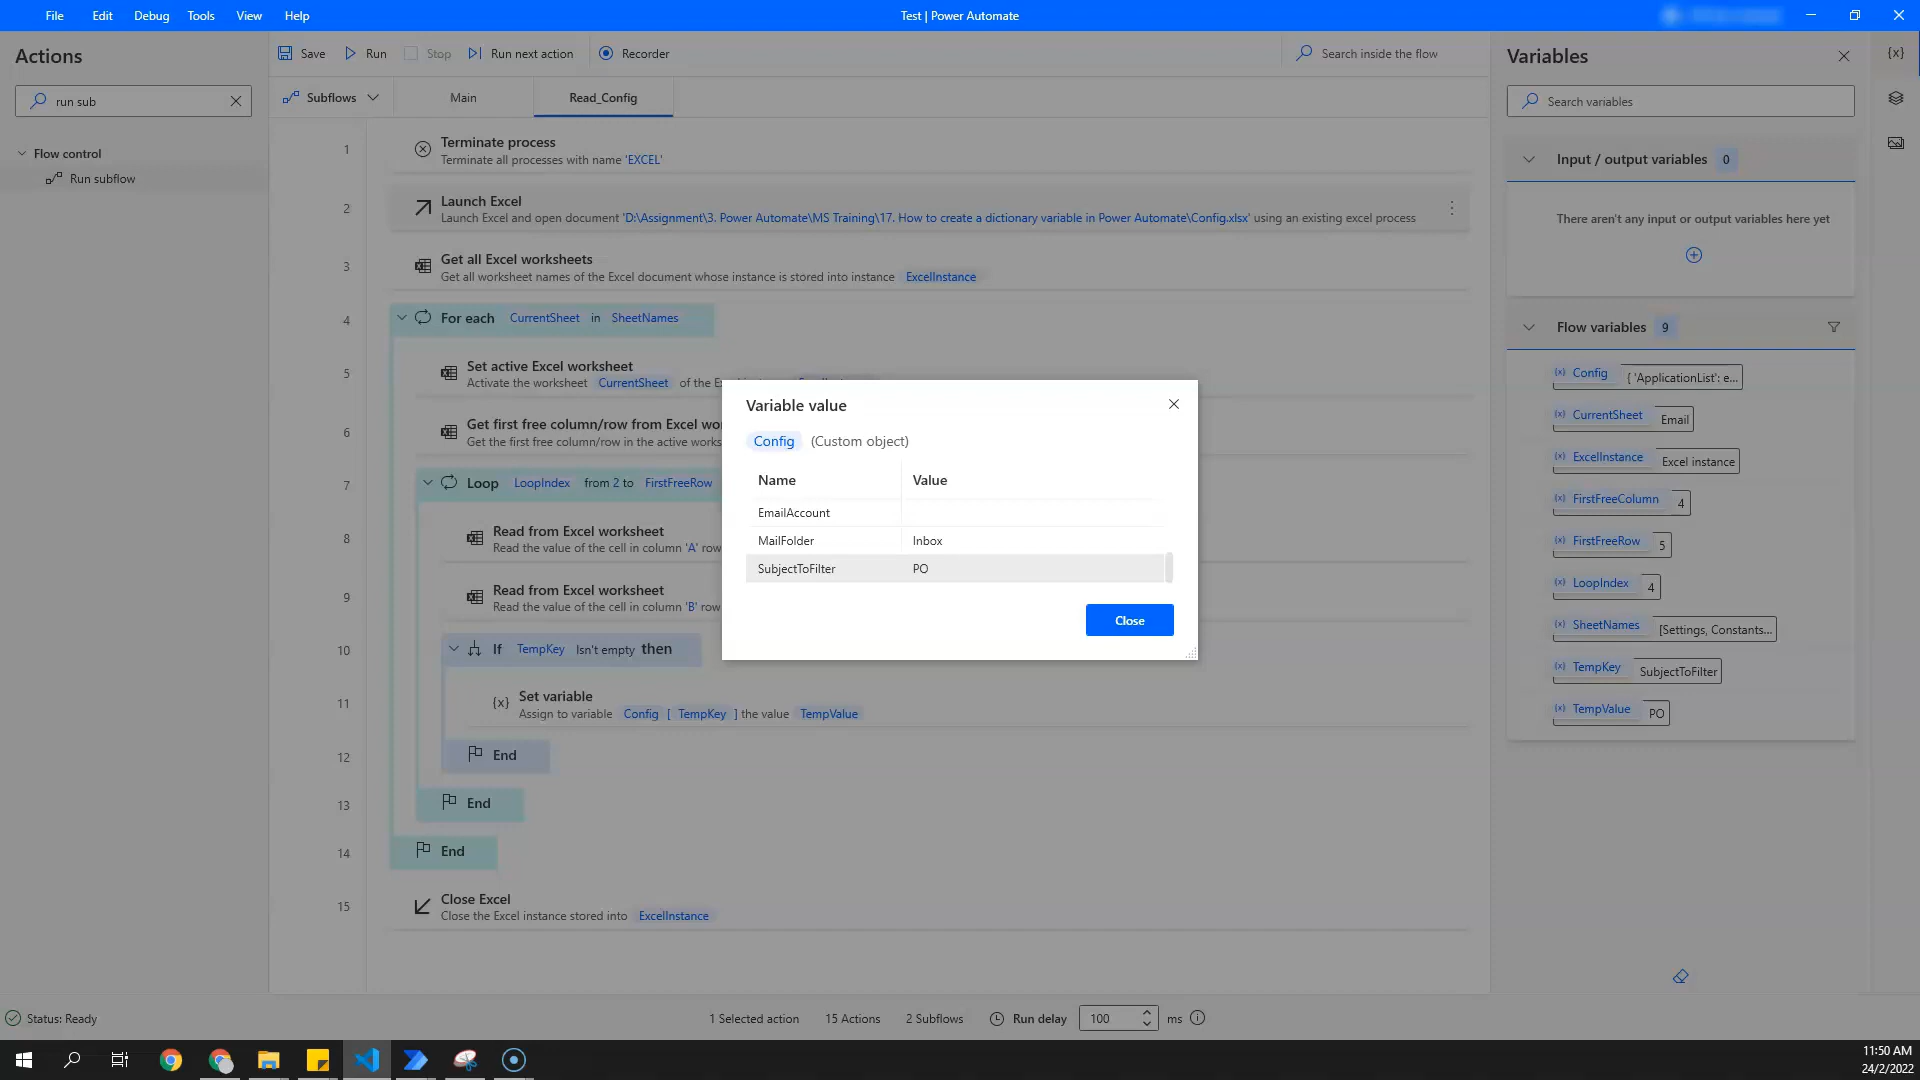 File Edit Debug Tools View Help Test | Power Automate
Actions
run sub
Flow control
Run subflow
Save Run Stop Run next action Recorder Search inside the flow
Subflows Main Read_Config
1 Terminate process
Terminate all processes with name 'EXCEL'
2 Launch Excel
Launch Excel and open document 'D:\Assignment\3. Power Automate\MS Training\17. How to create a dictionary variable in Power Automate\Config.xlsx' using an existing excel process
3 Get all Excel worksheets
Get all worksheet names of the Excel document whose instance is stored into instance ExcelInstance
4 For each CurrentSheet in SheetNames
5 Set active Excel worksheet
Activate the worksheet CurrentSheet of the
6 Get first free column/row from Excel
Get the first free column/row in the active
7 Loop LoopIndex from 2 to FirstFreeRow
8 Read from Excel worksheet
Read the value of the cell in column 'A' row
9 Read from Excel worksheet
Read the value of the cell in column 'B' row
10 If TempKey Isn't empty then
11 {x} Set variable
Assign to variable Config [ TempKey ] the value TempValue
12 End
13 End
14 End
15 Close Excel
Close the Excel instance stored into ExcelInstance
Variable value
Config (Custom object)
Name Value
EmailAccount
MailFolder Inbox
SubjectToFilter PO
Close
Variables
{x}
Search variables
Input / output variables 0
There aren't any input or output variables here yet
Flow variables 9
(x) Config { 'ApplicationList': e...
(x) CurrentSheet Email
(x) ExcelInstance Excel instance
(x) FirstFreeColumn 4
(x) FirstFreeRow 5
(x) LoopIndex 4
(x) SheetNames [Settings, Constants...
(x) TempKey SubjectToFilter
(x) TempValue PO
Status: Ready 1 Selected action 15 Actions 2 Subflows Run delay 100 ms
11:50 AM
24/2/2022